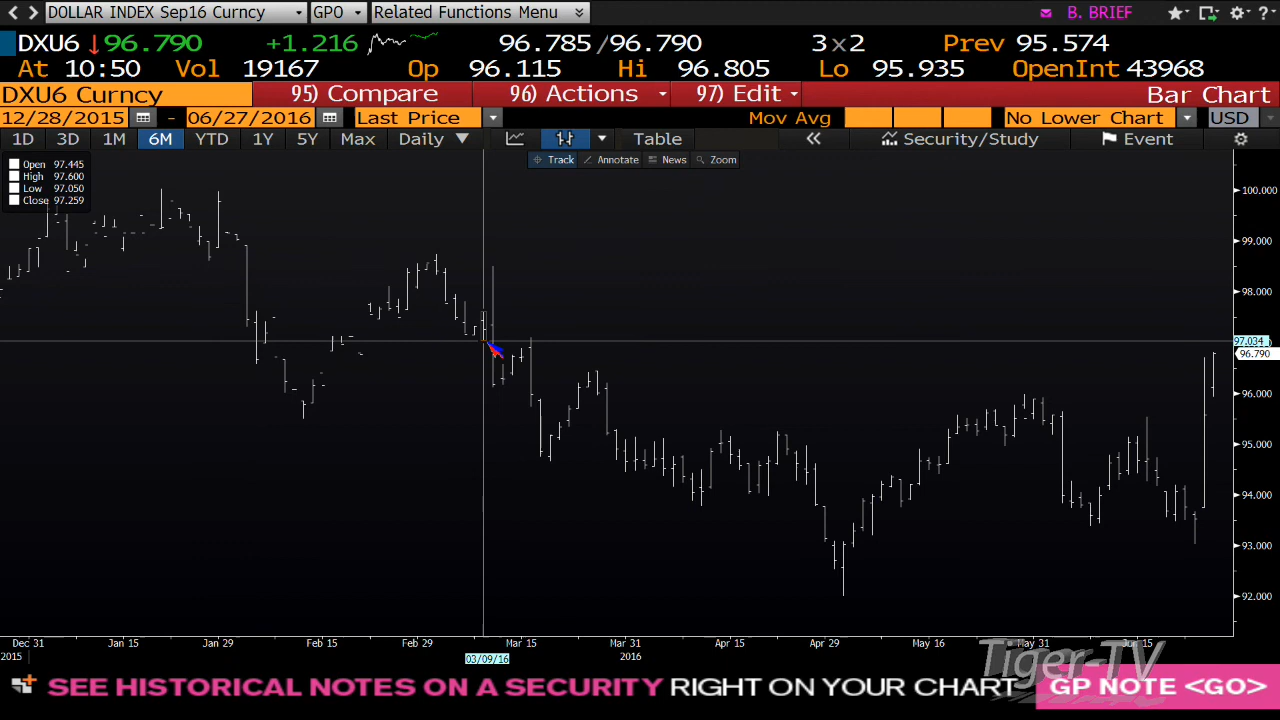 DOLLAR INDEX Sep16 Curncy GPO Related Functions Menu B. BRIEF
DXU6 ↓96.790 +1.216 96.785/96.790 3x2 Prev 95.574
At 10:50 Vol 19167 Op 96.115 Hi 96.805 Lo 95.935 OpenInt 43968
DXU6 Curncy 95) Compare 96) Actions 97) Edit Bar Chart
12/28/2015 - 06/27/2016 Last Price Mov Avg No Lower Chart USD
1D 3D 1M 6M YTD 1Y 5Y Max Daily ▼ Table « Security/Study Event
Track Annotate News Zoom
Open 97.445
High 97.600
Low 97.050
Close 97.259
100.000
99.000
98.000
97.034
96.790
96.000
95.000
94.000
93.000
92.000
Dec 31 Jan 15 Jan 29 Feb 15 Feb 29 Mar 15 Mar 31 Apr 15 Apr 29 May 16 May 31 Jun 15
2015 03/09/16 2016
Tiger-TV
SEE HISTORICAL NOTES ON A SECURITY RIGHT ON YOUR CHART GP NOTE <GO>